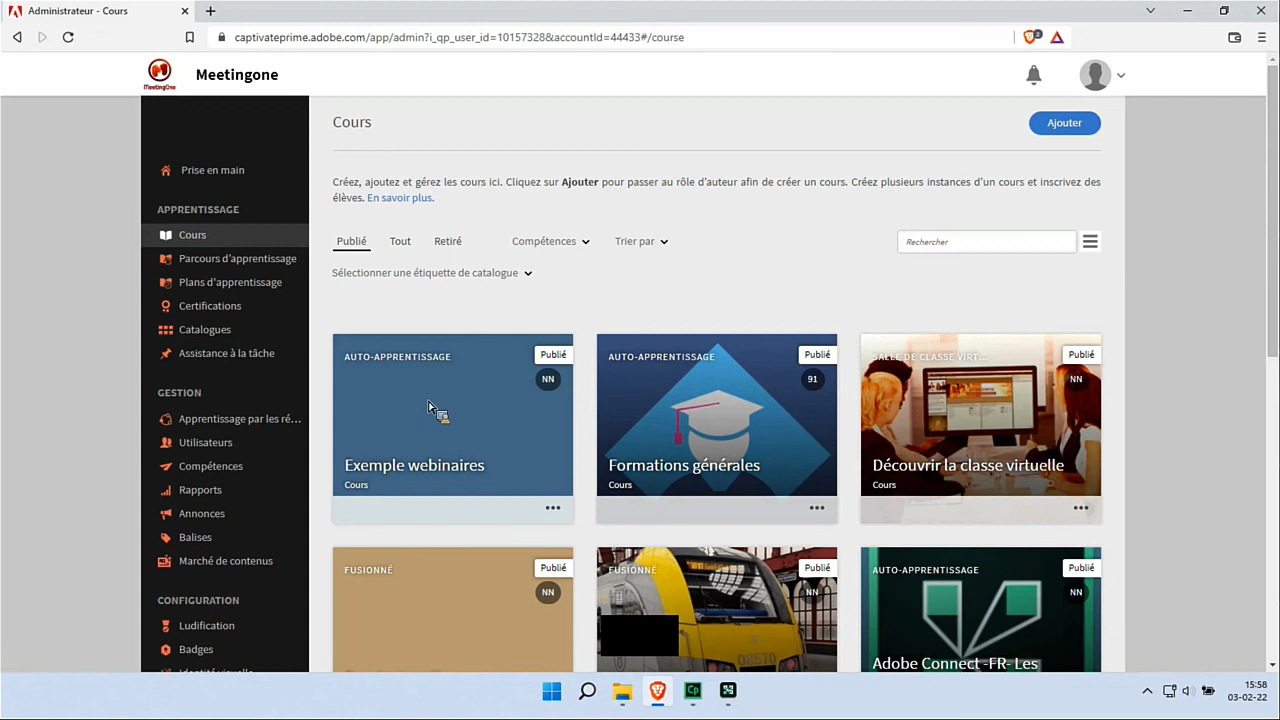 Administrateur - Cours
captivateprime.adobe.com/app/admin?i_qp_user_id=10157328&accountId=44433#/course
2
MeetingOne
Meetingone
Prise en main
APPRENTISSAGE
Cours
Parcours d'apprentissage
Plans d'apprentissage
Certifications
Catalogues
Assistance à la tâche
GESTION
Apprentissage par les ré...
Utilisateurs
Compétences
Rapports
Annonces
Balises
Marché de contenus
CONFIGURATION
Ludification
Badges
Identité visuelle
Cours
Ajouter
Créez, ajoutez et gérez les cours ici. Cliquez sur Ajouter pour passer au rôle d'auteur afin de créer un cours. Créez plusieurs instances d'un cours et inscrivez des
élèves. En savoir plus.
Publié Tout Retiré Compétences Trier par Rechercher
Sélectionner une étiquette de catalogue
AUTO-APPRENTISSAGE Publié
NN
Exemple webinaires
Cours
AUTO-APPRENTISSAGE Publié
91
Formations générales
Cours
SALLE DE CLASSE VIRT... Publié
NN
Découvrir la classe virtuelle
Cours
FUSIONNÉ Publié
NN
FUSIONNÉ Publié
NN
08570
AUTO-APPRENTISSAGE Publié
NN
Adobe Connect -FR- Les
Cp
15:58
03-02-22